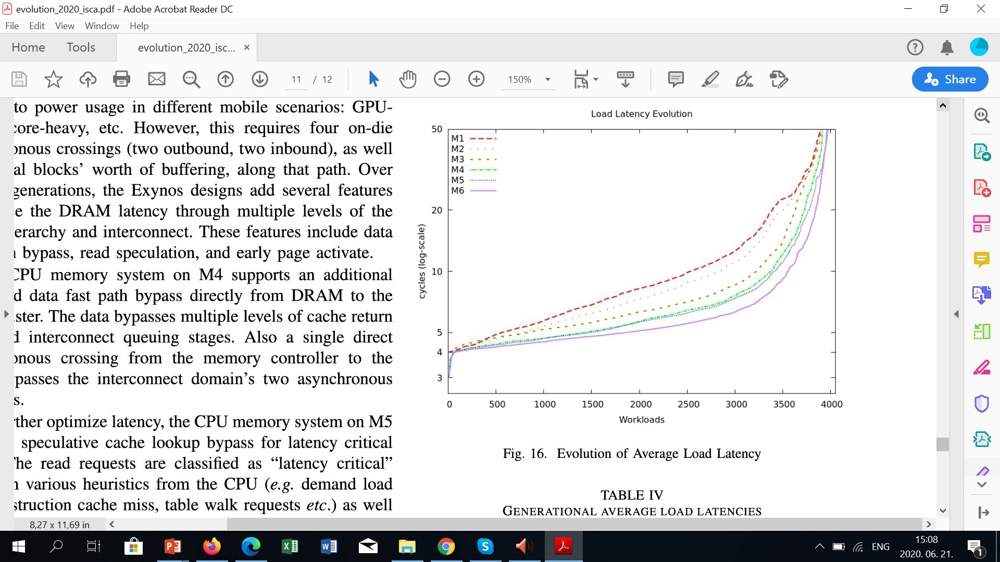 evolution_2020_isca.pdf - Adobe Acrobat Reader DC
File Edit View Window Help
Home Tools evolution_2020_isc... ×
11 / 12 150% Share
to power usage in different mobile scenarios: GPU-
core-heavy, etc. However, this requires four on-die
onous crossings (two outbound, two inbound), as well
al blocks' worth of buffering, along that path. Over
generations, the Exynos designs add several features
e the DRAM latency through multiple levels of the
erarchy and interconnect. These features include data
bypass, read speculation, and early page activate.
CPU memory system on M4 supports an additional
d data fast path bypass directly from DRAM to the
ster. The data bypasses multiple levels of cache return
d interconnect queuing stages. Also a single direct
onous crossing from the memory controller to the
passes the interconnect domain's two asynchronous
s.
rther optimize latency, the CPU memory system on M5
speculative cache lookup bypass for latency critical
The read requests are classified as “latency critical”
n various heuristics from the CPU (e.g. demand load
struction cache miss, table walk requests etc.) as well
Load Latency Evolution
50
20
10
5
4
3
cycles (log-scale)
M1
M2
M3
M4
M5
M6
0 500 1000 1500 2000 2500 3000 3500 4000
Workloads
Fig. 16. Evolution of Average Load Latency
TABLE IV
GENERATIONAL AVERAGE LOAD LATENCIES
8,27 x 11,69 in
ENG
15:08
2020. 06. 21.
1